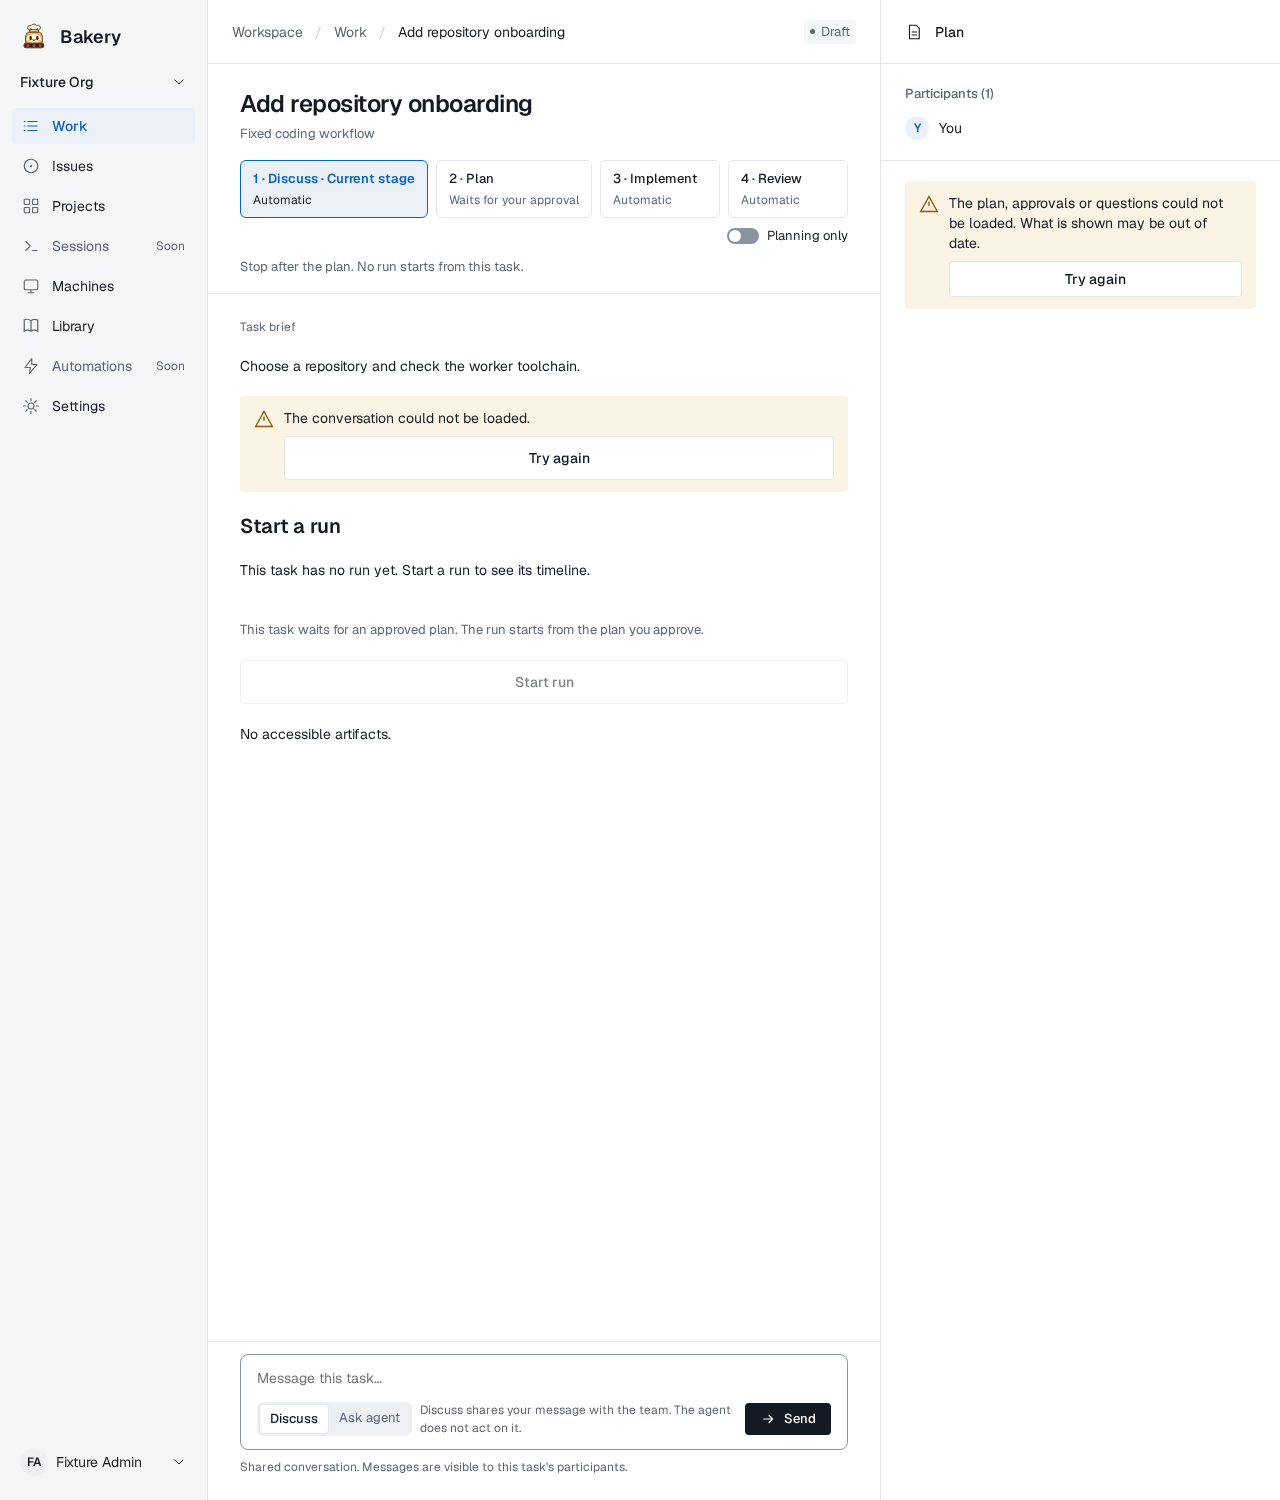 Bakery
Fixture Org
Work
Issues
Projects
Sessions Soon
Machines
Library
Automations Soon
Settings
FA Fixture Admin
Workspace / Work / Add repository onboarding
Draft
Add repository onboarding
Fixed coding workflow
1 · Discuss · Current stage
Automatic
2 · Plan
Waits for your approval
3 · Implement
Automatic
4 · Review
Automatic
Planning only
Stop after the plan. No run starts from this task.
Task brief
Choose a repository and check the worker toolchain.
The conversation could not be loaded.
Try again
Start a run
This task has no run yet. Start a run to see its timeline.
This task waits for an approved plan. The run starts from the plan you approve.
Start run
No accessible artifacts.
Message this task...
Discuss
Ask agent
Discuss shares your message with the team. The agent
does not act on it.
Send
Shared conversation. Messages are visible to this task's participants.
Plan
Participants (1)
Y You
The plan, approvals or questions could not
be loaded. What is shown may be out of
date.
Try again